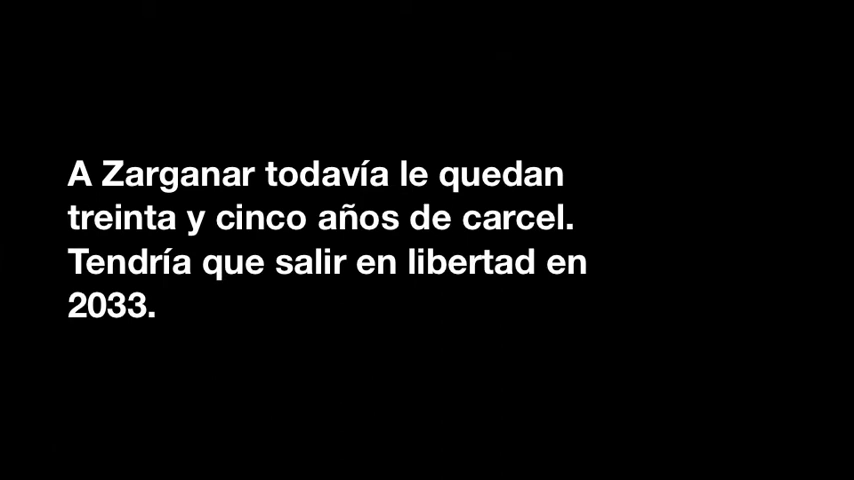 A Zarganar todavía le quedan
treinta y cinco años de carcel.
Tendría que salir en libertad en
2033.